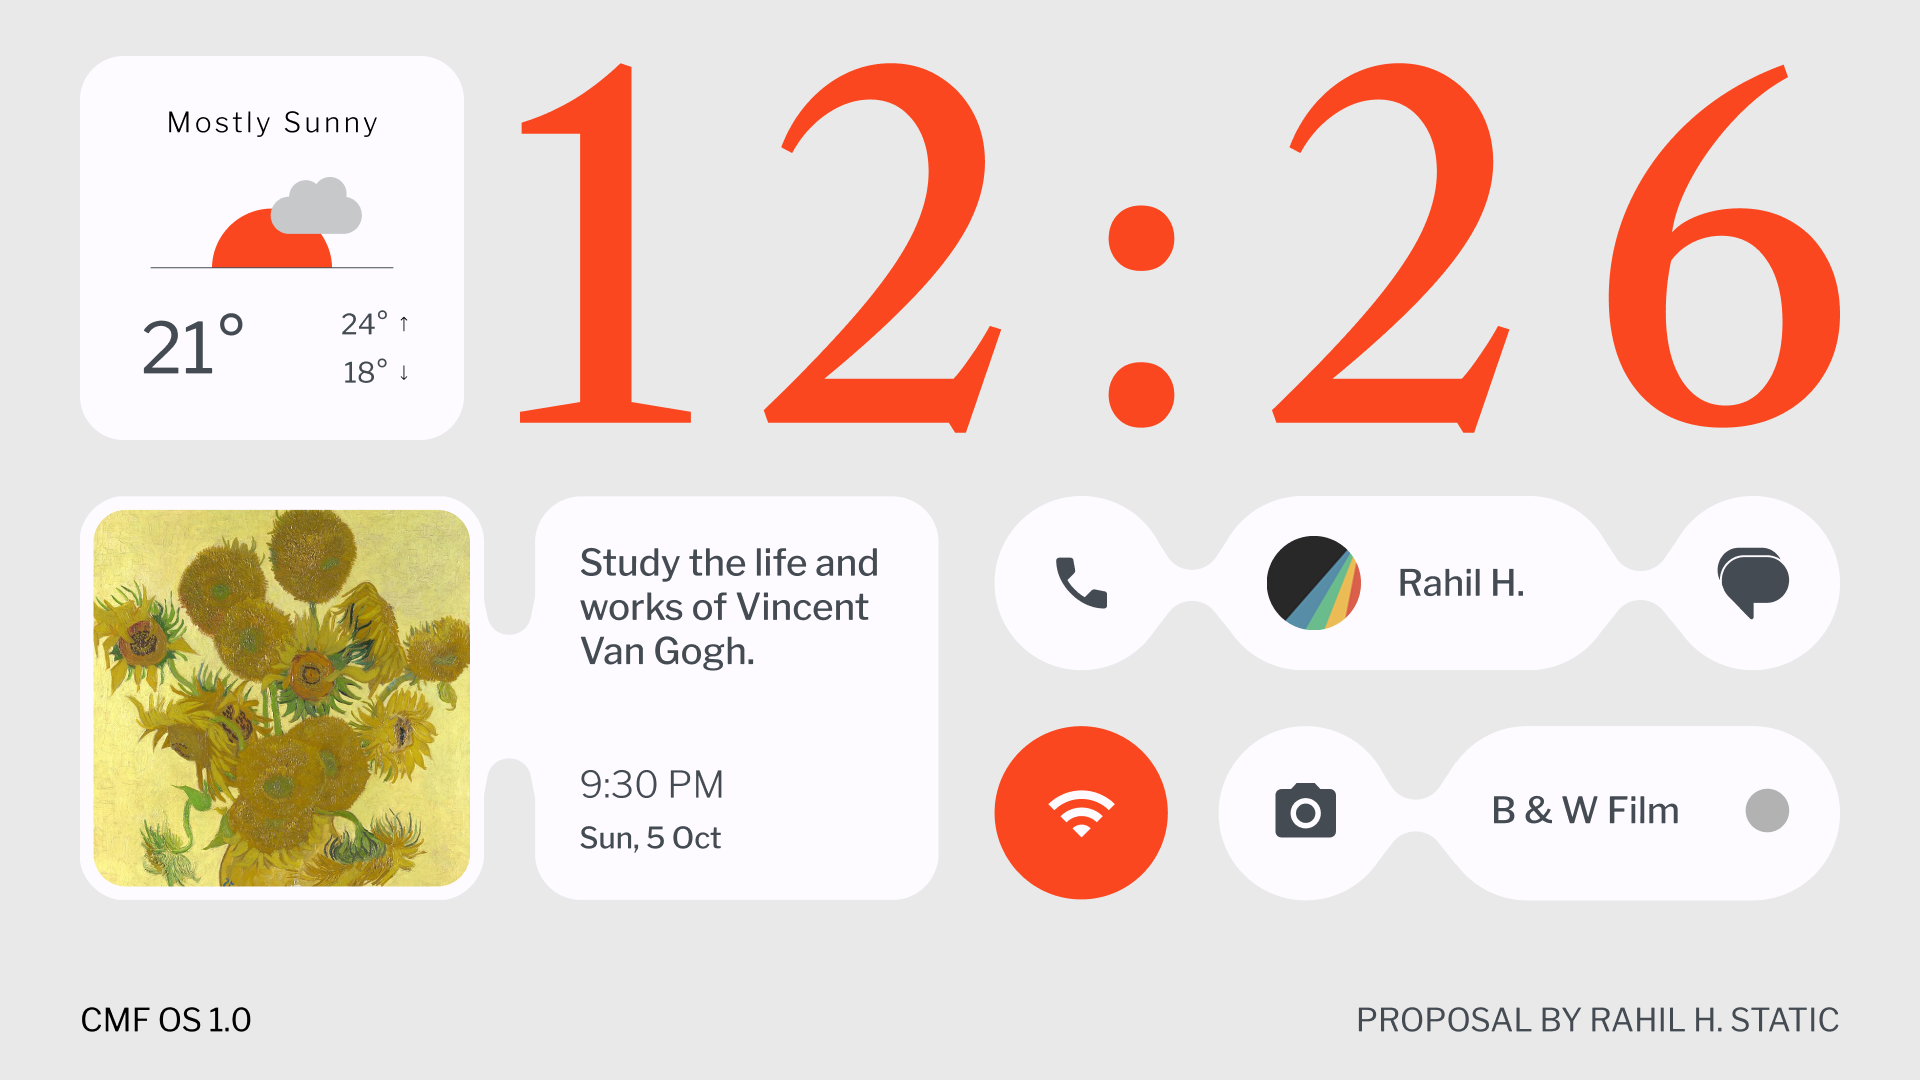 Mostly Sunny
21°
24° ↑
18° ↓
12:26
Study the life and
works of Vincent
Van Gogh.
9:30 PM
Sun, 5 Oct
Rahil H.
B & W Film
CMF OS 1.0
PROPOSAL BY RAHIL H. STATIC